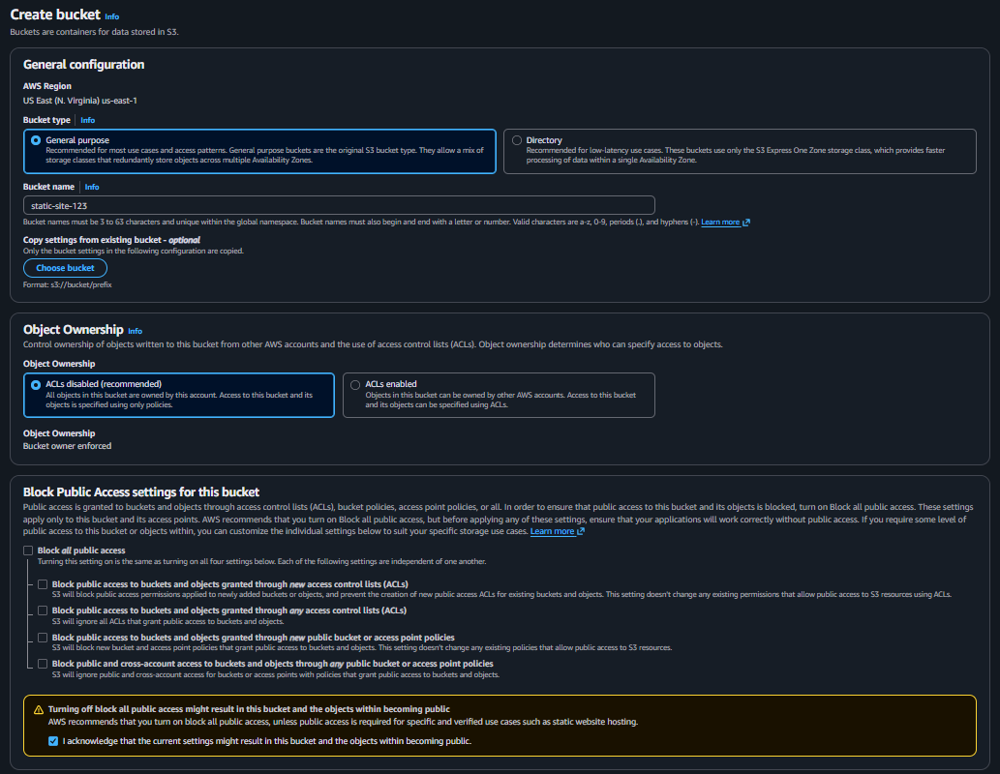 Create bucket Info
Buckets are containers for data stored in S3.
General configuration
AWS Region
US East (N. Virginia) us-east-1
Bucket type Info
General purpose
Recommended for most use cases and access patterns. General purpose buckets are the original S3 bucket type. They allow a mix of
storage classes that redundantly store objects across multiple Availability Zones.
Directory
Recommended for low-latency use cases. These buckets use only the S3 Express One Zone storage class, which provides faster
processing of data within a single Availability Zone.
Bucket name Info
static-site-123
Bucket names must be 3 to 63 characters and unique within the global namespace. Bucket names must also begin and end with a letter or number. Valid characters are a-z, 0-9, periods (.), and hyphens (-). Learn more
Copy settings from existing bucket - optional
Only the bucket settings in the following configuration are copied.
Choose bucket
Format: s3://bucket/prefix
Object Ownership Info
Control ownership of objects written to this bucket from other AWS accounts and the use of access control lists (ACLs). Object ownership determines who can specify access to objects.
Object Ownership
ACLs disabled (recommended)
All objects in this bucket are owned by this account. Access to this bucket and its
objects is specified using only policies.
ACLs enabled
Objects in this bucket can be owned by other AWS accounts. Access to this bucket
and its objects can be specified using ACLs.
Object Ownership
Bucket owner enforced
Block Public Access settings for this bucket
Public access is granted to buckets and objects through access control lists (ACLs), bucket policies, access point policies, or all. In order to ensure that public access to this bucket and its objects is blocked, turn on Block all public access. These settings
apply only to this bucket and its access points. AWS recommends that you turn on Block all public access, but before applying any of these settings, ensure that your applications will work correctly without public access. If you require some level of
public access to this bucket or objects within, you can customize the individual settings below to suit your specific storage use cases. Learn more
Block all public access
Turning this setting on is the same as turning on all four settings below. Each of the following settings are independent of one another.
Block public access to buckets and objects granted through new access control lists (ACLs)
S3 will block public access permissions applied to newly added buckets or objects, and prevent the creation of new public access ACLs for existing buckets and objects. This setting doesn't change any existing permissions that allow public access to S3 resources using ACLs.
Block public access to buckets and objects granted through any access control lists (ACLs)
S3 will ignore all ACLs that grant public access to buckets and objects.
Block public access to buckets and objects granted through new public bucket or access point policies
S3 will block new bucket and access point policies that grant public access to buckets and objects. This setting doesn't change any existing policies that allow public access to S3 resources.
Block public and cross-account access to buckets and objects through any public bucket or access point policies
S3 will ignore public and cross-account access for buckets or access points with policies that grant public access to buckets and objects.
Turning off block all public access might result in this bucket and the objects within becoming public
AWS recommends that you turn on block all public access, unless public access is required for specific and verified use cases such as static website hosting.
I acknowledge that the current settings might result in this bucket and the objects within becoming public.